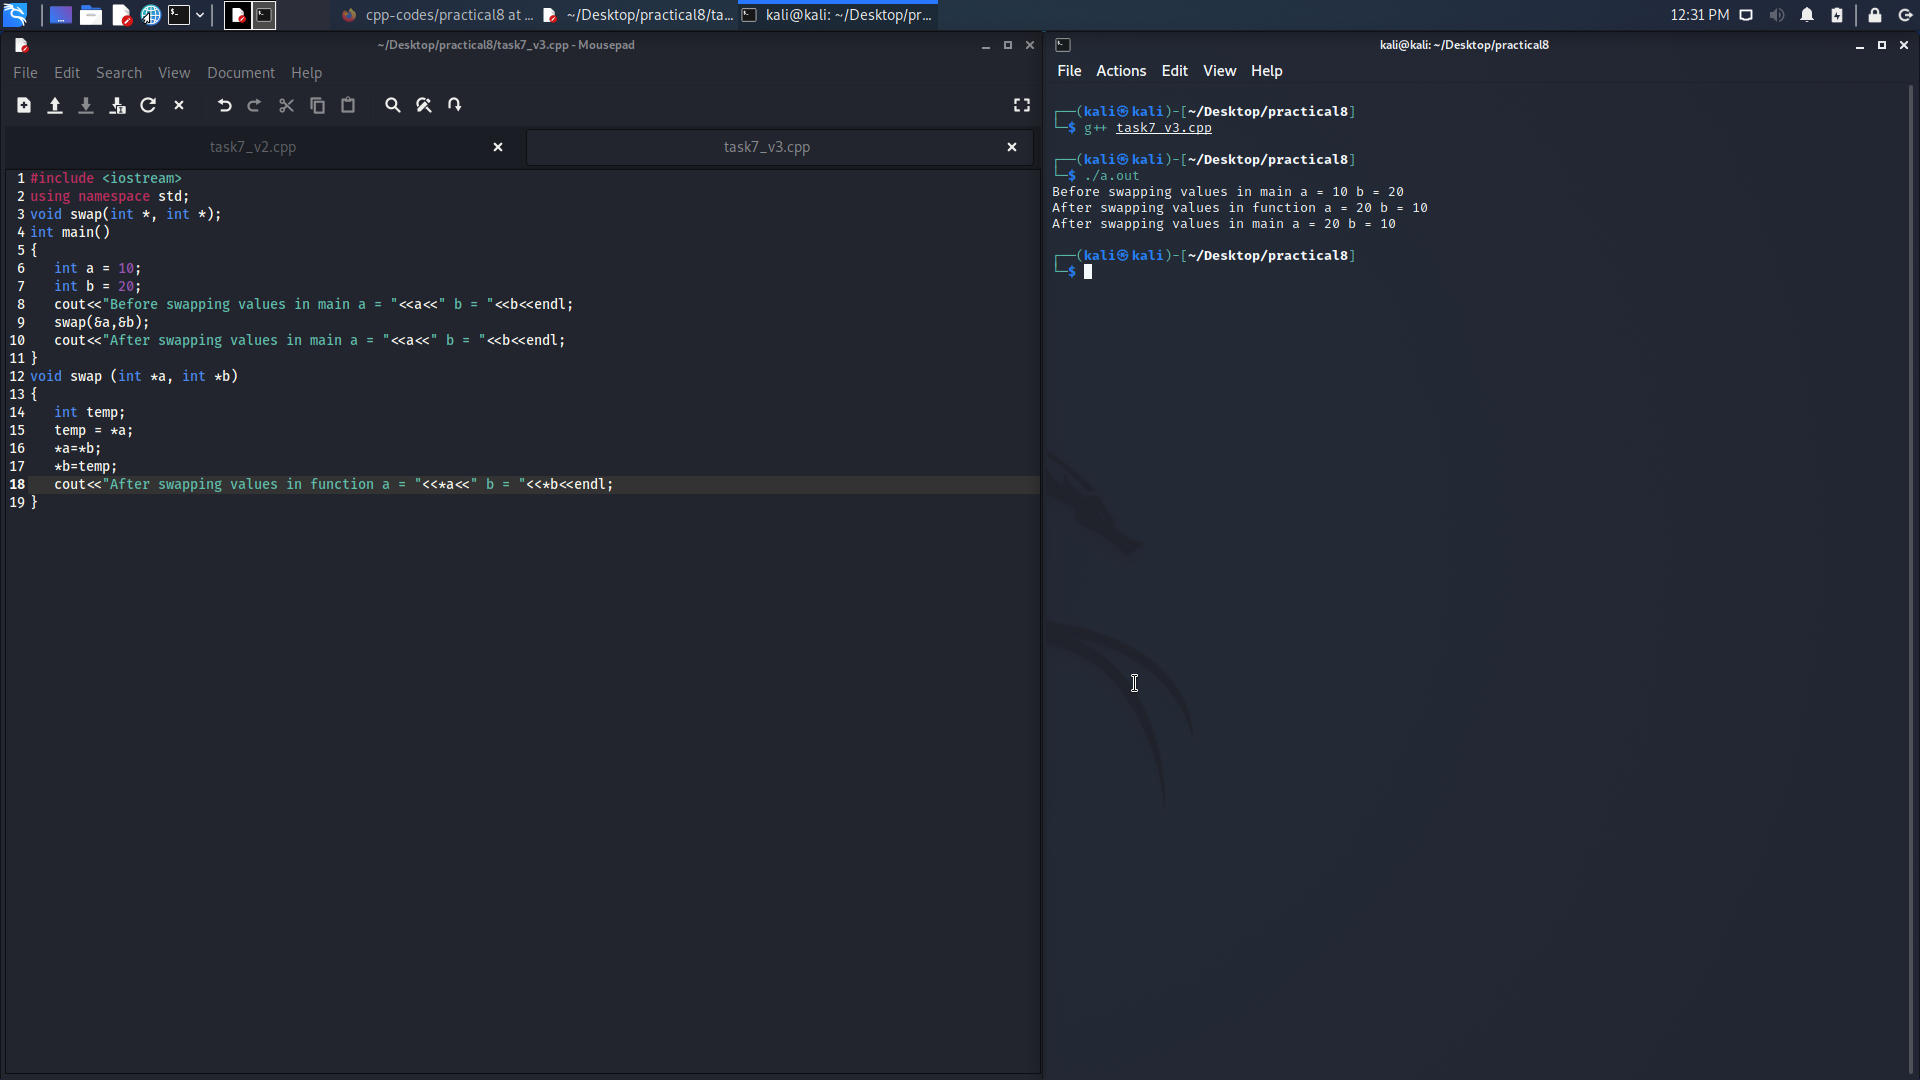 cpp-codes/practical8 at ...
~/Desktop/practical8/ta...
kali@kali: ~/Desktop/pr...
12:31 PM
~/Desktop/practical8/task7_v3.cpp - Mousepad
File Edit Search View Document Help
task7_v2.cpp
task7_v3.cpp
1 #include <iostream>
2 using namespace std;
3 void swap(int *, int *);
4 int main()
5 {
6    int a = 10;
7    int b = 20;
8    cout<<"Before swapping values in main a = "<<a<<" b = "<<b<<endl;
9    swap(&a,&b);
10    cout<<"After swapping values in main a = "<<a<<" b = "<<b<<endl;
11 }
12 void swap (int *a, int *b)
13 {
14    int temp;
15    temp = *a;
16    *a=*b;
17    *b=temp;
18    cout<<"After swapping values in function a = "<<*a<<" b = "<<*b<<endl;
19 }
kali@kali: ~/Desktop/practical8
File Actions Edit View Help
┌──(kali㉿kali)-[~/Desktop/practical8]
└─$ g++ task7_v3.cpp
┌──(kali㉿kali)-[~/Desktop/practical8]
└─$ ./a.out
Before swapping values in main a = 10 b = 20
After swapping values in function a = 20 b = 10
After swapping values in main a = 20 b = 10
┌──(kali㉿kali)-[~/Desktop/practical8]
└─$